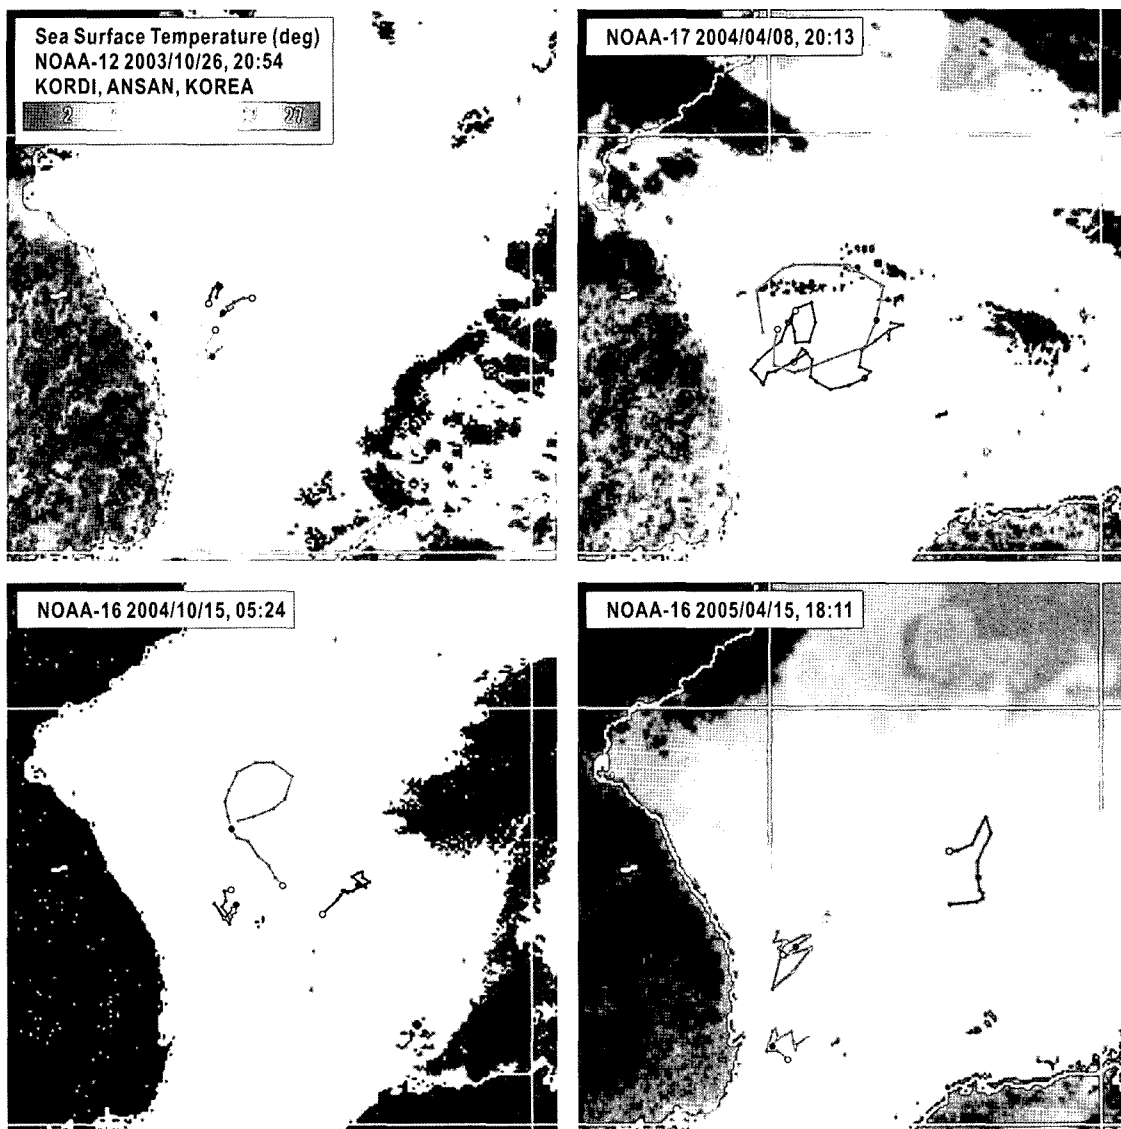 Sea Surface Temperature (deg)
NOAA-12 2003/10/26, 20:54
KORDI, ANSAN, KOREA
2 27
NOAA-17 2004/04/08, 20:13
NOAA-16 2004/10/15, 05:24
NOAA-16 2005/04/15, 18:11